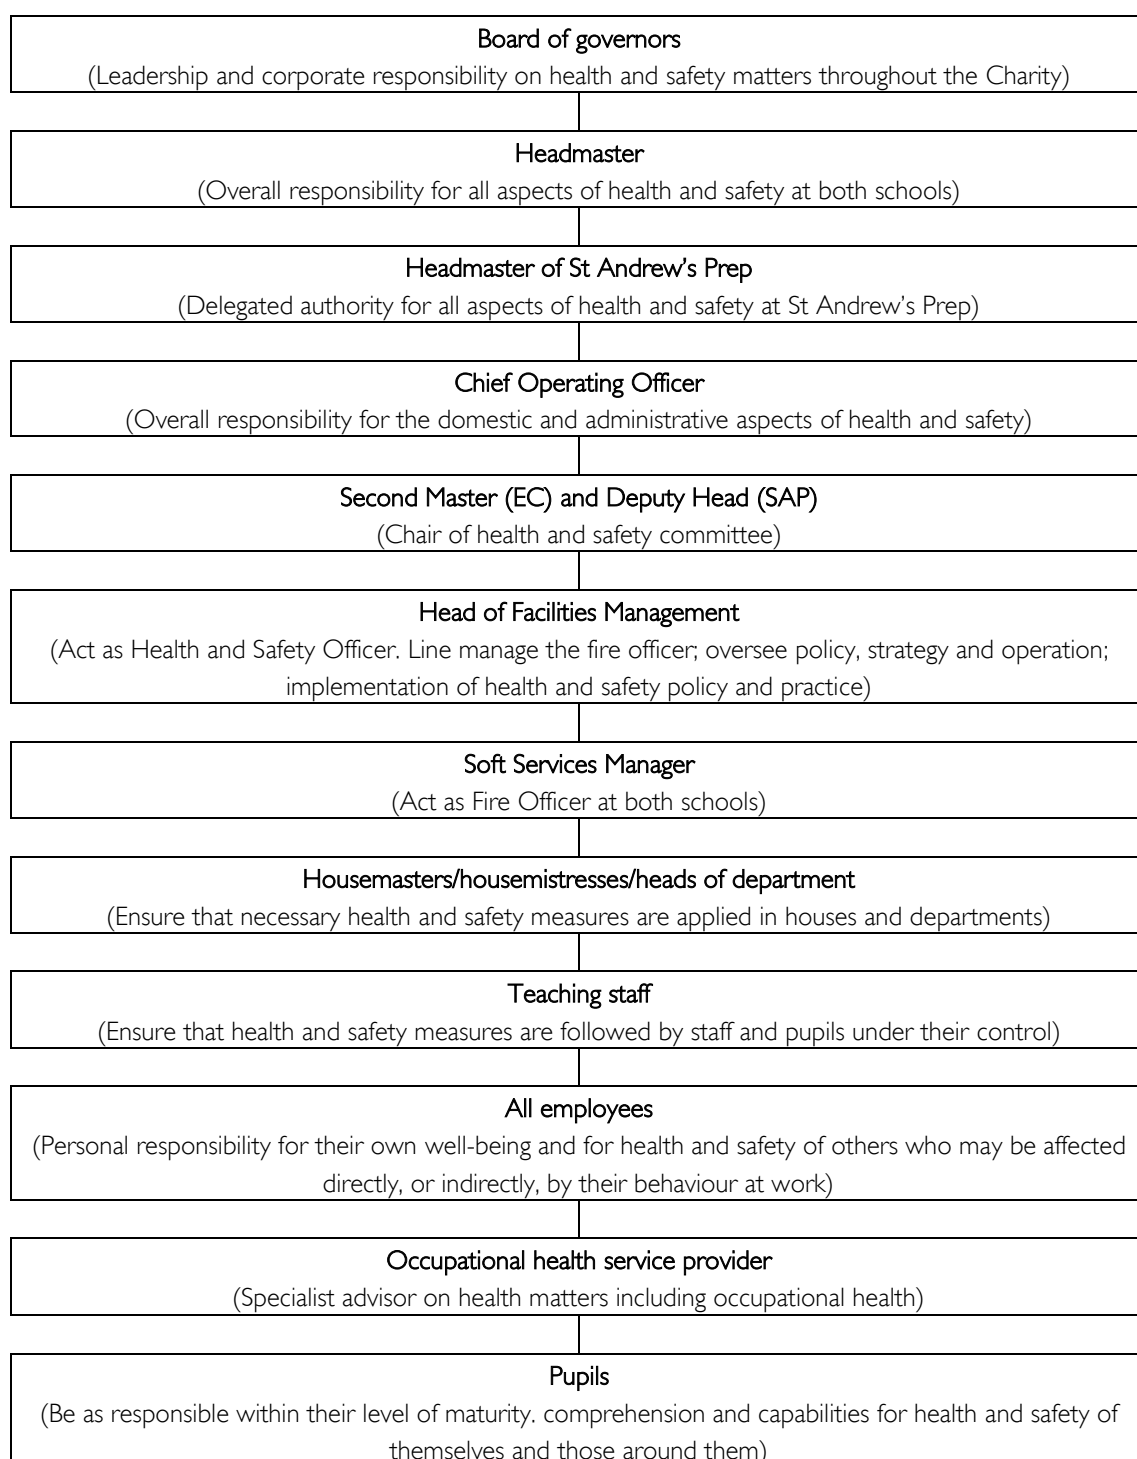 Board of governors
(Leadership and corporate responsibility on health and safety matters throughout the Charity)
Headmaster
(Overall responsibility for all aspects of health and safety at both schools)
Headmaster of St Andrew’s Prep
(Delegated authority for all aspects of health and safety at St Andrew’s Prep)
Chief Operating Officer
(Overall responsibility for the domestic and administrative aspects of health and safety)
Second Master (EC) and Deputy Head (SAP)
(Chair of health and safety committee)
Head of Facilities Management
(Act as Health and Safety Officer. Line manage the fire officer; oversee policy, strategy and operation;
implementation of health and safety policy and practice)
Soft Services Manager
(Act as Fire Officer at both schools)
Housemasters/housemistresses/heads of department
(Ensure that necessary health and safety measures are applied in houses and departments)
Teaching staff
(Ensure that health and safety measures are followed by staff and pupils under their control)
All employees
(Personal responsibility for their own well-being and for health and safety of others who may be affected
directly, or indirectly, by their behaviour at work)
Occupational health service provider
(Specialist advisor on health matters including occupational health)
Pupils
(Be as responsible within their level of maturity. comprehension and capabilities for health and safety of
themselves and those around them)